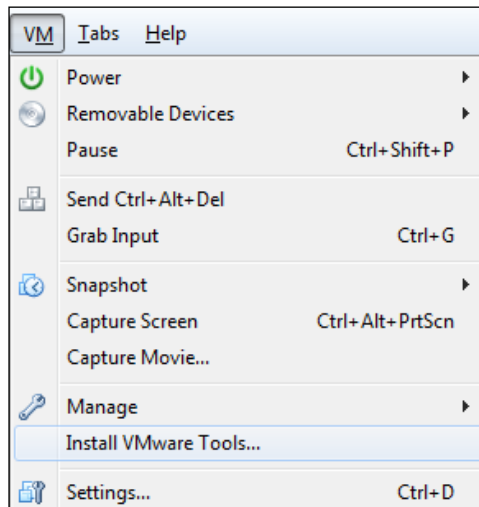 VM Tabs Help
Power
Removable Devices
Pause Ctrl+Shift+P
Send Ctrl+Alt+Del
Grab Input Ctrl+G
Snapshot
Capture Screen Ctrl+Alt+PrtScn
Capture Movie...
Manage
Install VMware Tools...
Settings... Ctrl+D